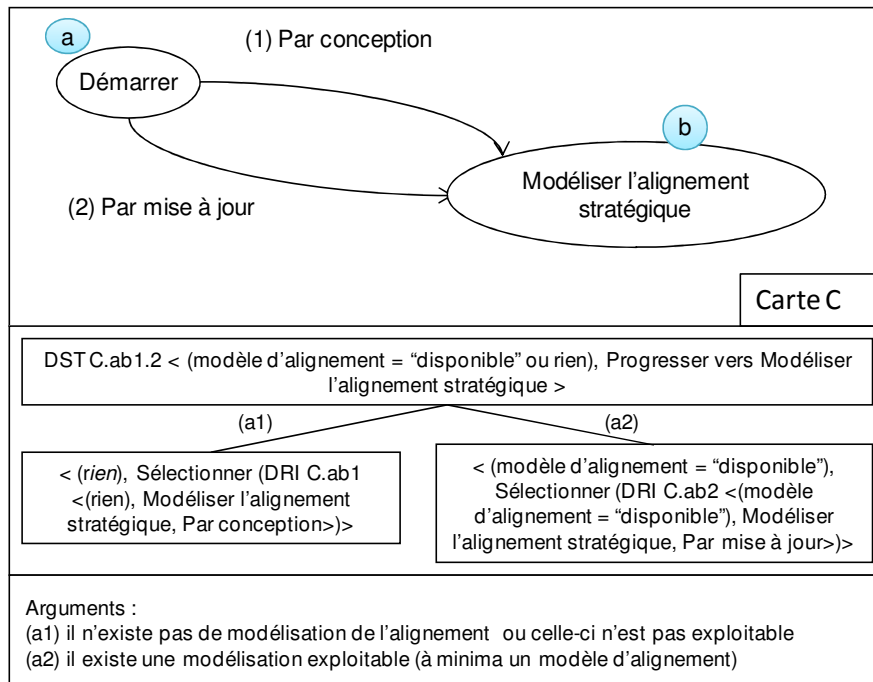 a
(1) Par conception
Démarrer
b
Modéliser l'alignement
stratégique
(2) Par mise à jour
Carte C
DST C.ab1.2 < (modèle d'alignement = “disponible” ou rien), Progresser vers Modéliser
l'alignement stratégique >
(a1)
(a2)
< (rien), Sélectionner (DRI C.ab1
<(rien), Modéliser l'alignement
stratégique, Par conception>)>
< (modèle d'alignement = “disponible”),
Sélectionner (DRI C.ab2 <(modèle
d'alignement = “disponible”), Modéliser
l'alignement stratégique, Par mise à jour>)>
Arguments :
(a1) il n'existe pas de modélisation de l'alignement ou celle-ci n'est pas exploitable
(a2) il existe une modélisation exploitable (à minima un modèle d'alignement)